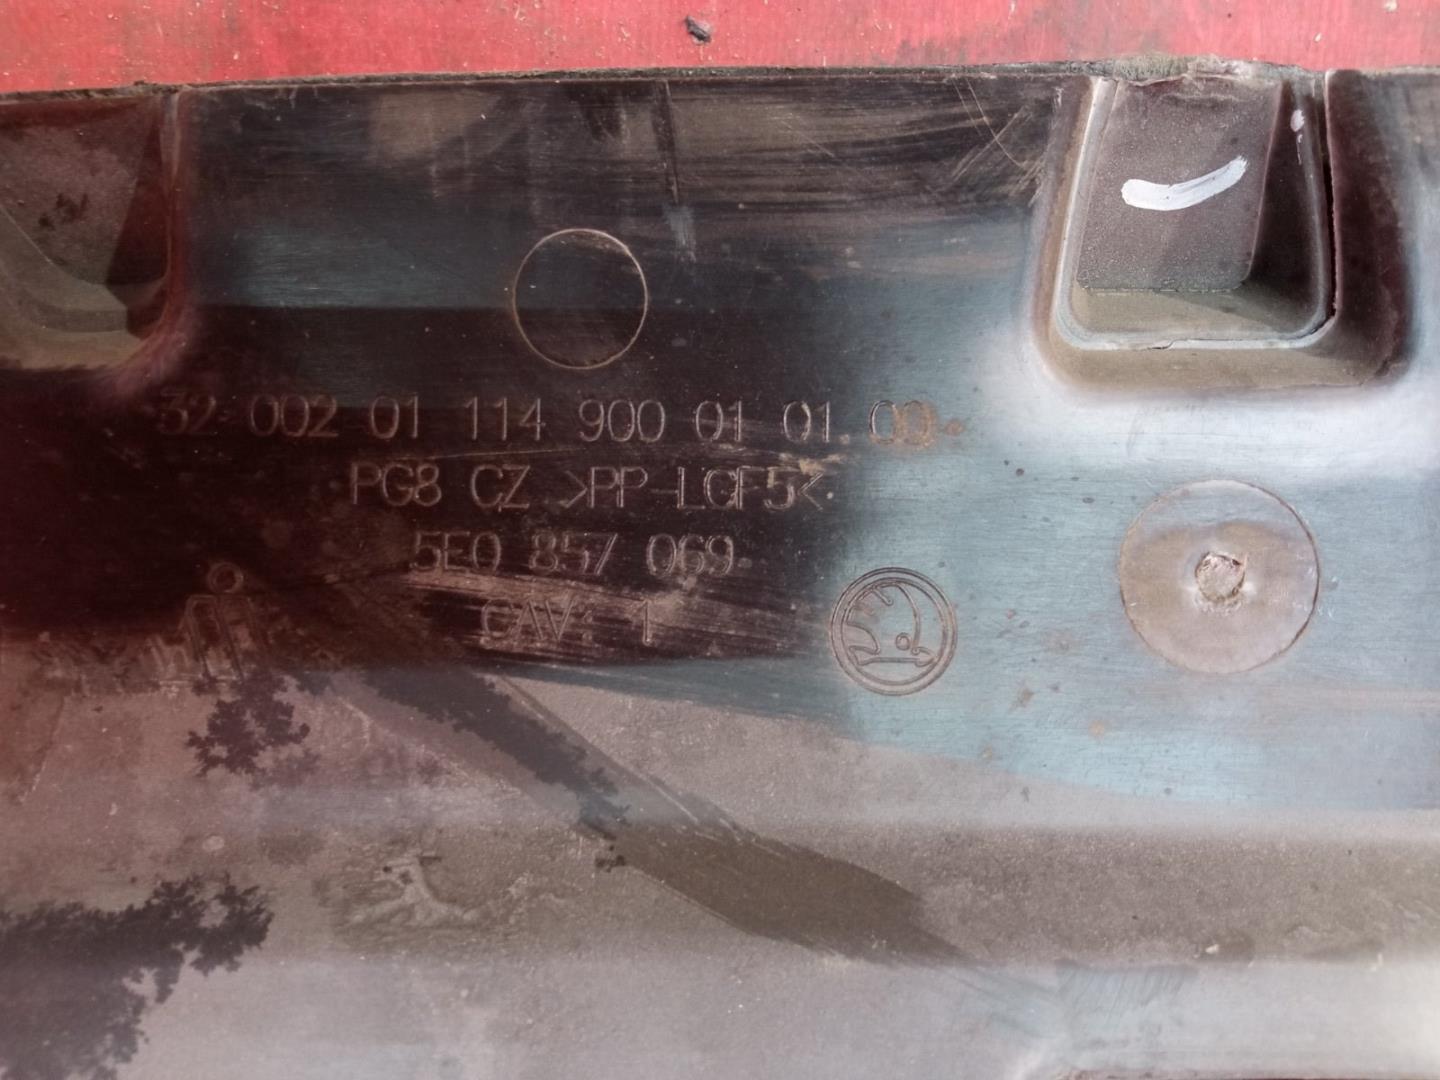 32 002 01 114 900 01 01.00
PG8 CZ >PP-LGF5<
5E0 857 069
CAV: 1